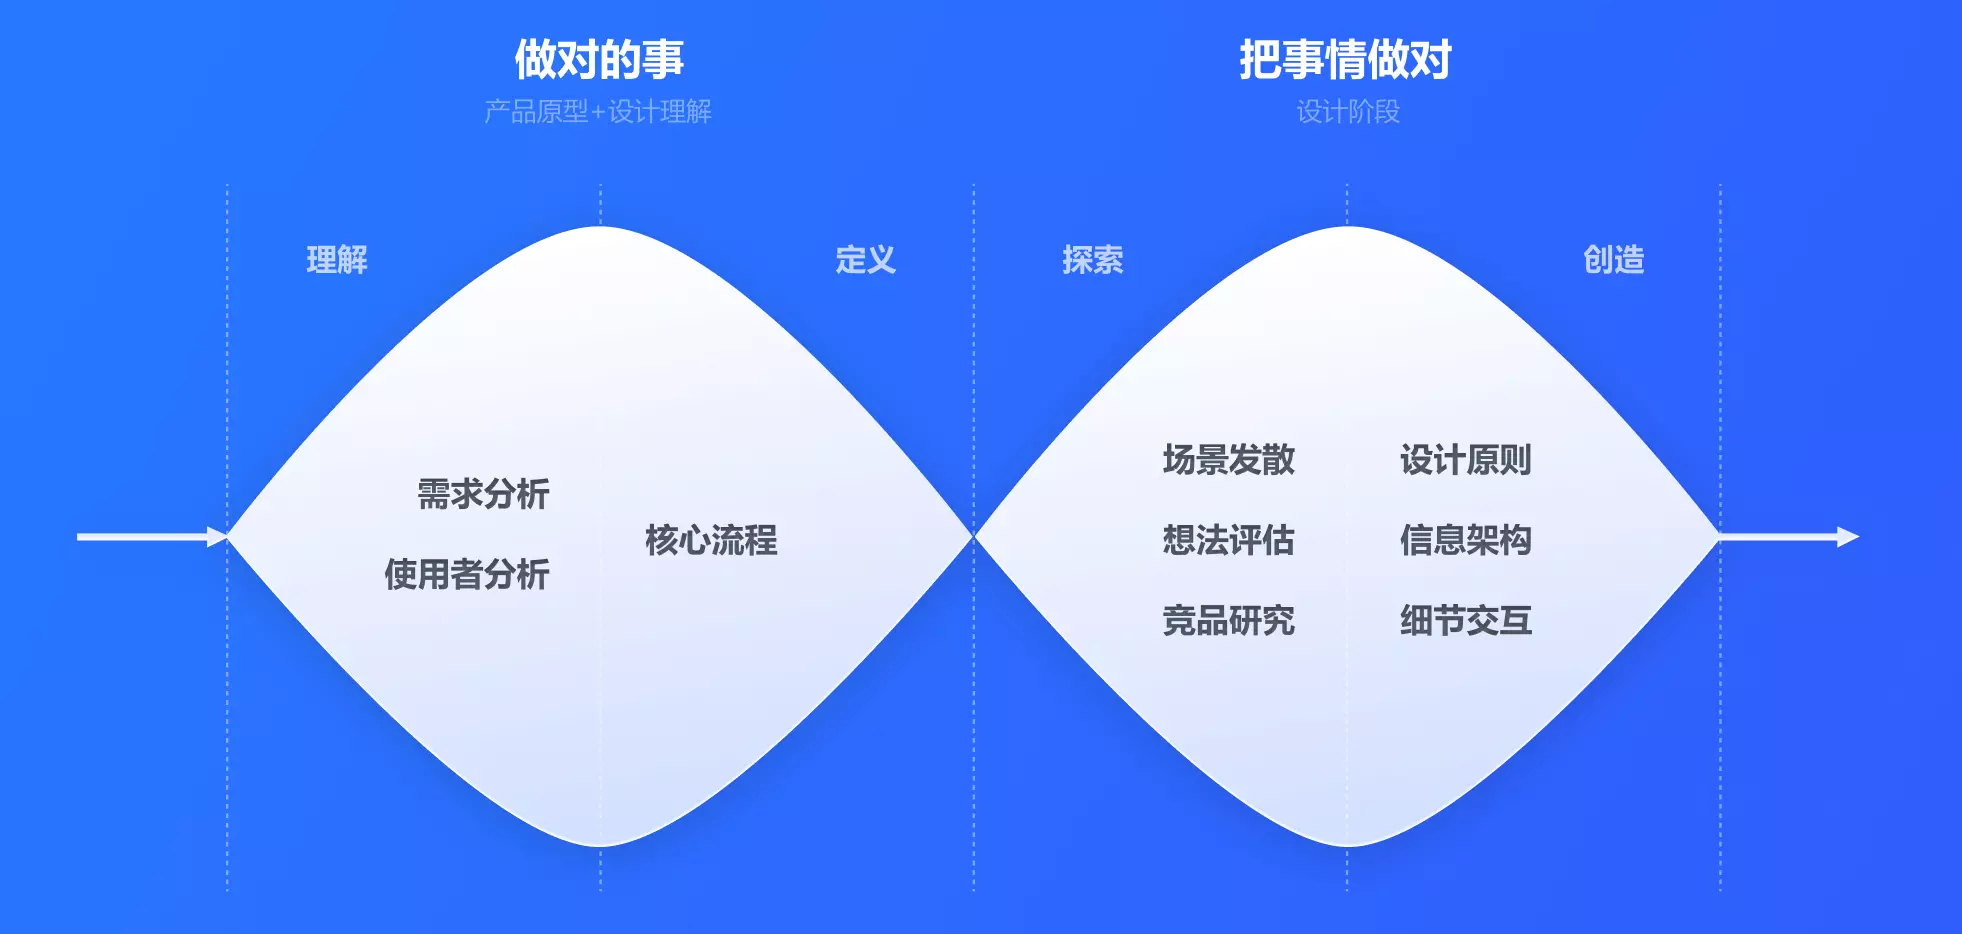 做对的事
产品原型+设计理解
把事情做对
设计阶段
理解
定义
探索
创造
需求分析
使用者分析
核心流程
场景发散
想法评估
竞品研究
设计原则
信息架构
细节交互